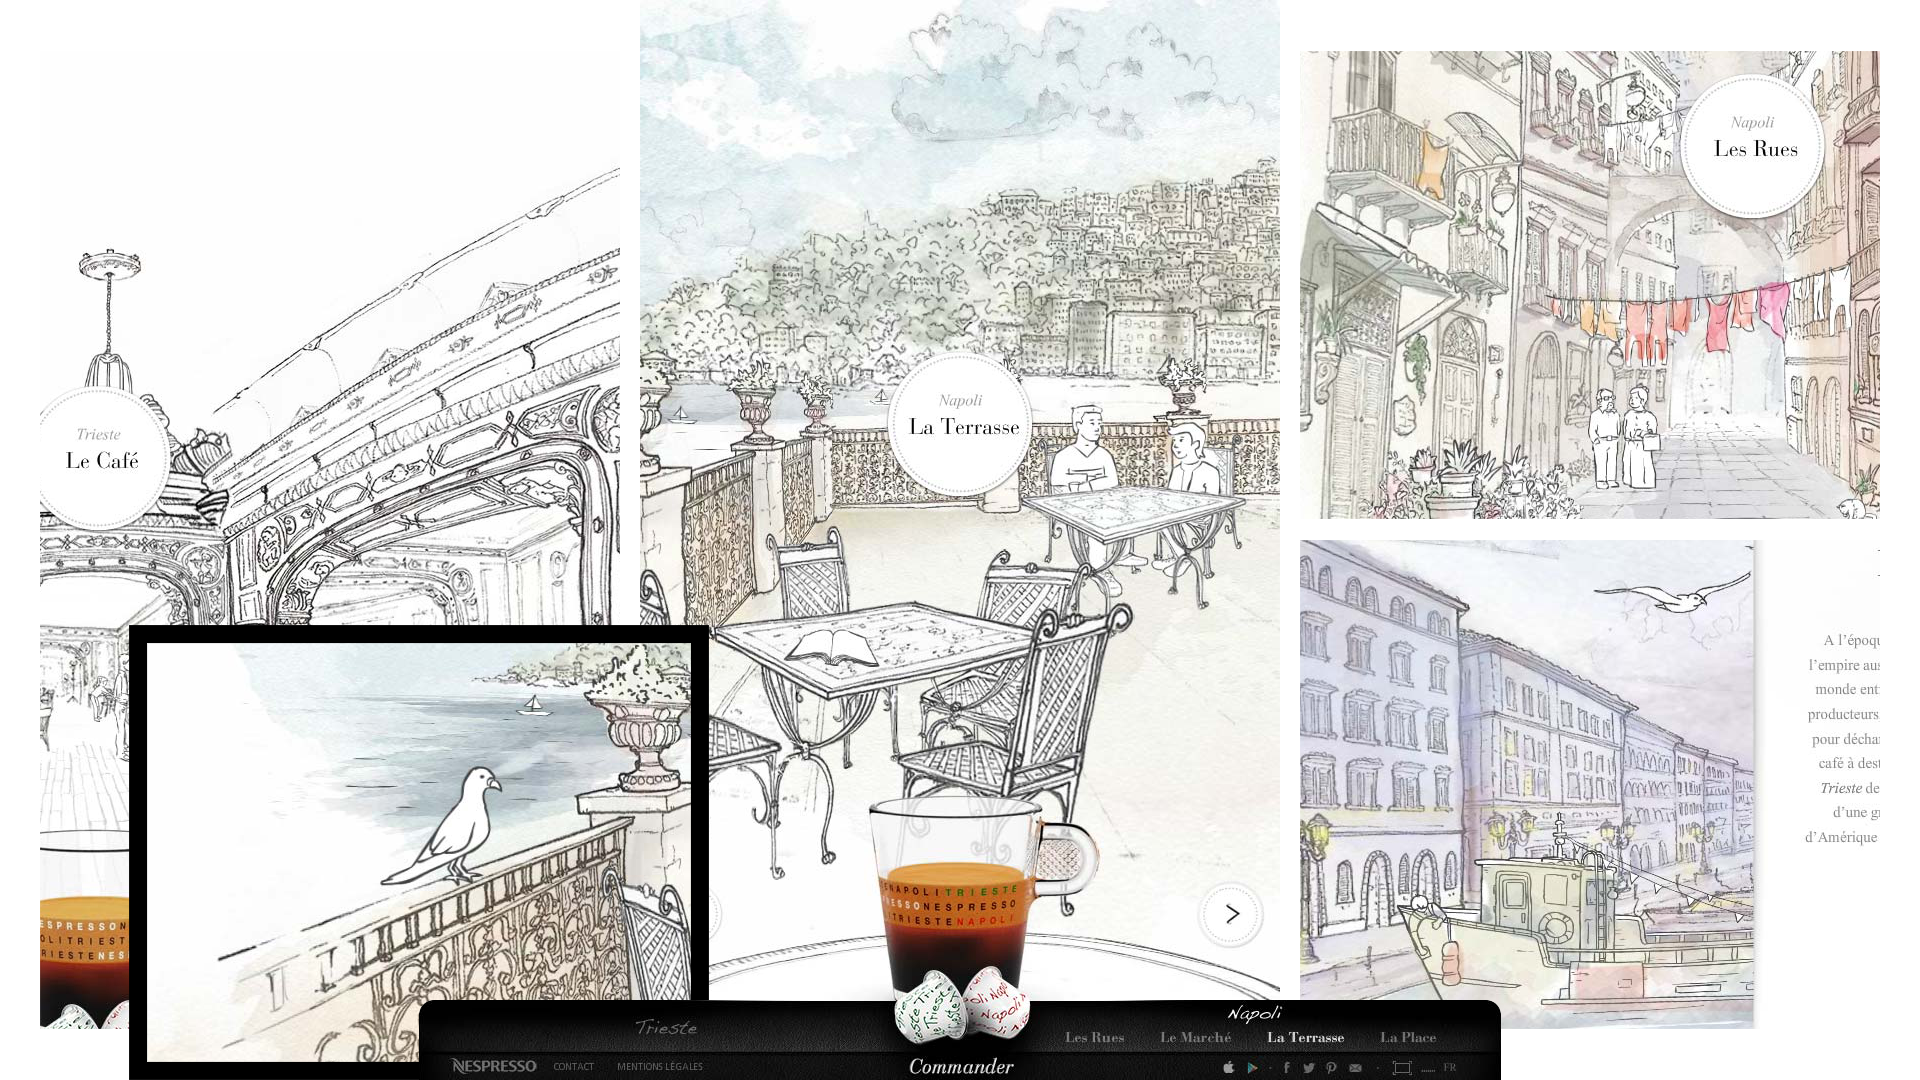 Napoli
Les Rues
Napoli
La Terrasse
Trieste
Le Café
A l’époqu
l’empire aus
monde ent
producteurs
pour décha
café à dest
Trieste de
d’une g
d’Amérique
NAPOLITRIESTE
ESSONESPRESSO
ITRIESTENAPOLI
ESPRESSON
OLITRIEST
RIESTENES
Trieste
Napoli
Les Rues
Le Marché
La Terrasse
La Place
NESPRESSO
CONTACT
MENTIONS LÉGALES
Commander
FR